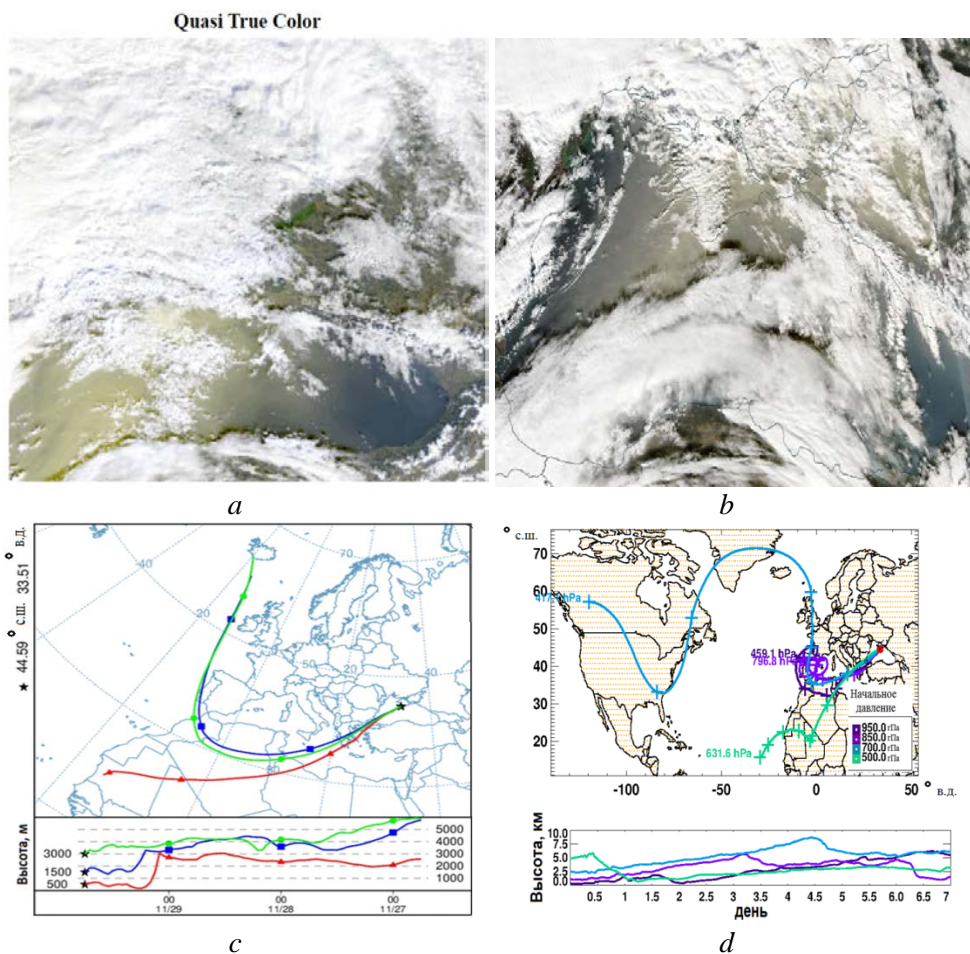 Quasi True Color
a
b
★ 44.59 ° с.ш. 33.51 ° в.д.
-40
70
-20
60
50
20
Высота, м
3000
1500
500
5000
4000
3000
2000
1000
00 00 00
11/29 11/28 11/27
c
° с.ш.
70
60
50
40
30
20
hPa
459.1 hPa
796.8 hPa
631.6 hPa
Начальное
давление
950.0 гПа
850.0 гПа
700.0 гПа
500.0 гПа
-100 -50 0 50
° в.д.
Высота, км
10.0
7.5
5.0
2.5
0.0
0.5 1 1.5 2 2.5 3 3.5 4 4.5 5 5.5 6 6.5 7
день
d